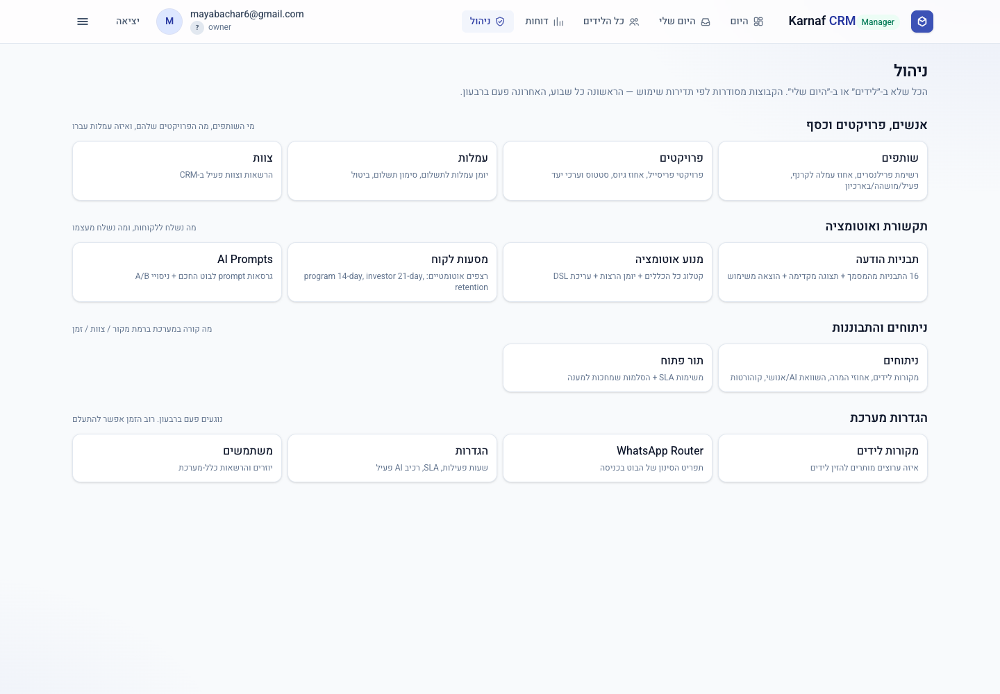 Karnaf CRM Manager
היום
היום שלי
כל הלידים
דוחות
ניהול
mayabachar6@gmail.com
? owner
M
יציאה
ניהול
הכל שלא ב-"לידים" או ב-"היום שלי". הקבוצות מסודרות לפי תדירות שימוש — הראשונה כל שבוע, האחרונה פעם ברבעון.
אנשים, פרויקטים וכסף
מי השותפים, מה הפרויקטים שלהם, ואיזה עמלות עברו
שותפים
רשימת פרילנסרים, אחוז עמלה לקרנף,
פעיל/מושהה/בארכיון
פרויקטים
פרויקטי פריסייל, אחוז גיוס, סטטוס וערכי יעד
עמלות
יומן עמלות לתשלום, סימון תשלום, ביטול
צוות
הרשאות וצוות פעיל ב-CRM
תקשורת ואוטומציה
מה נשלח ללקוחות, ומה נשלח מעצמו
תבניות הודעה
16 התבניות מהמסמך + תצוגה מקדימה + הוצאה משימוש
מנוע אוטומציה
קטלוג כל הכללים + יומן הרצות + עריכת DSL
מסעות לקוח
רצפים אוטומטיים: program 14-day, investor 21-day,
retention
AI Prompts
גרסאות prompt לבוט החכם + ניסויי A/B
ניתוחים והתבוננות
מה קורה במערכת ברמת מקור / צוות / זמן
ניתוחים
מקורות לידים, אחוזי המרה, השוואת AI/אנושי, קוהורטות
תור פתוח
משימות SLA + הסלמות שמחכות למענה
הגדרות מערכת
נוגעים פעם ברבעון. רוב הזמן אפשר להתעלם
מקורות לידים
איזה ערוצים מותרים להזין לידים
WhatsApp Router
תפריט הסינון של הבוט בכניסה
הגדרות
שעות פעילות, SLA, רכיב AI פעיל
משתמשים
יוזרים והרשאות כלל-מערכת